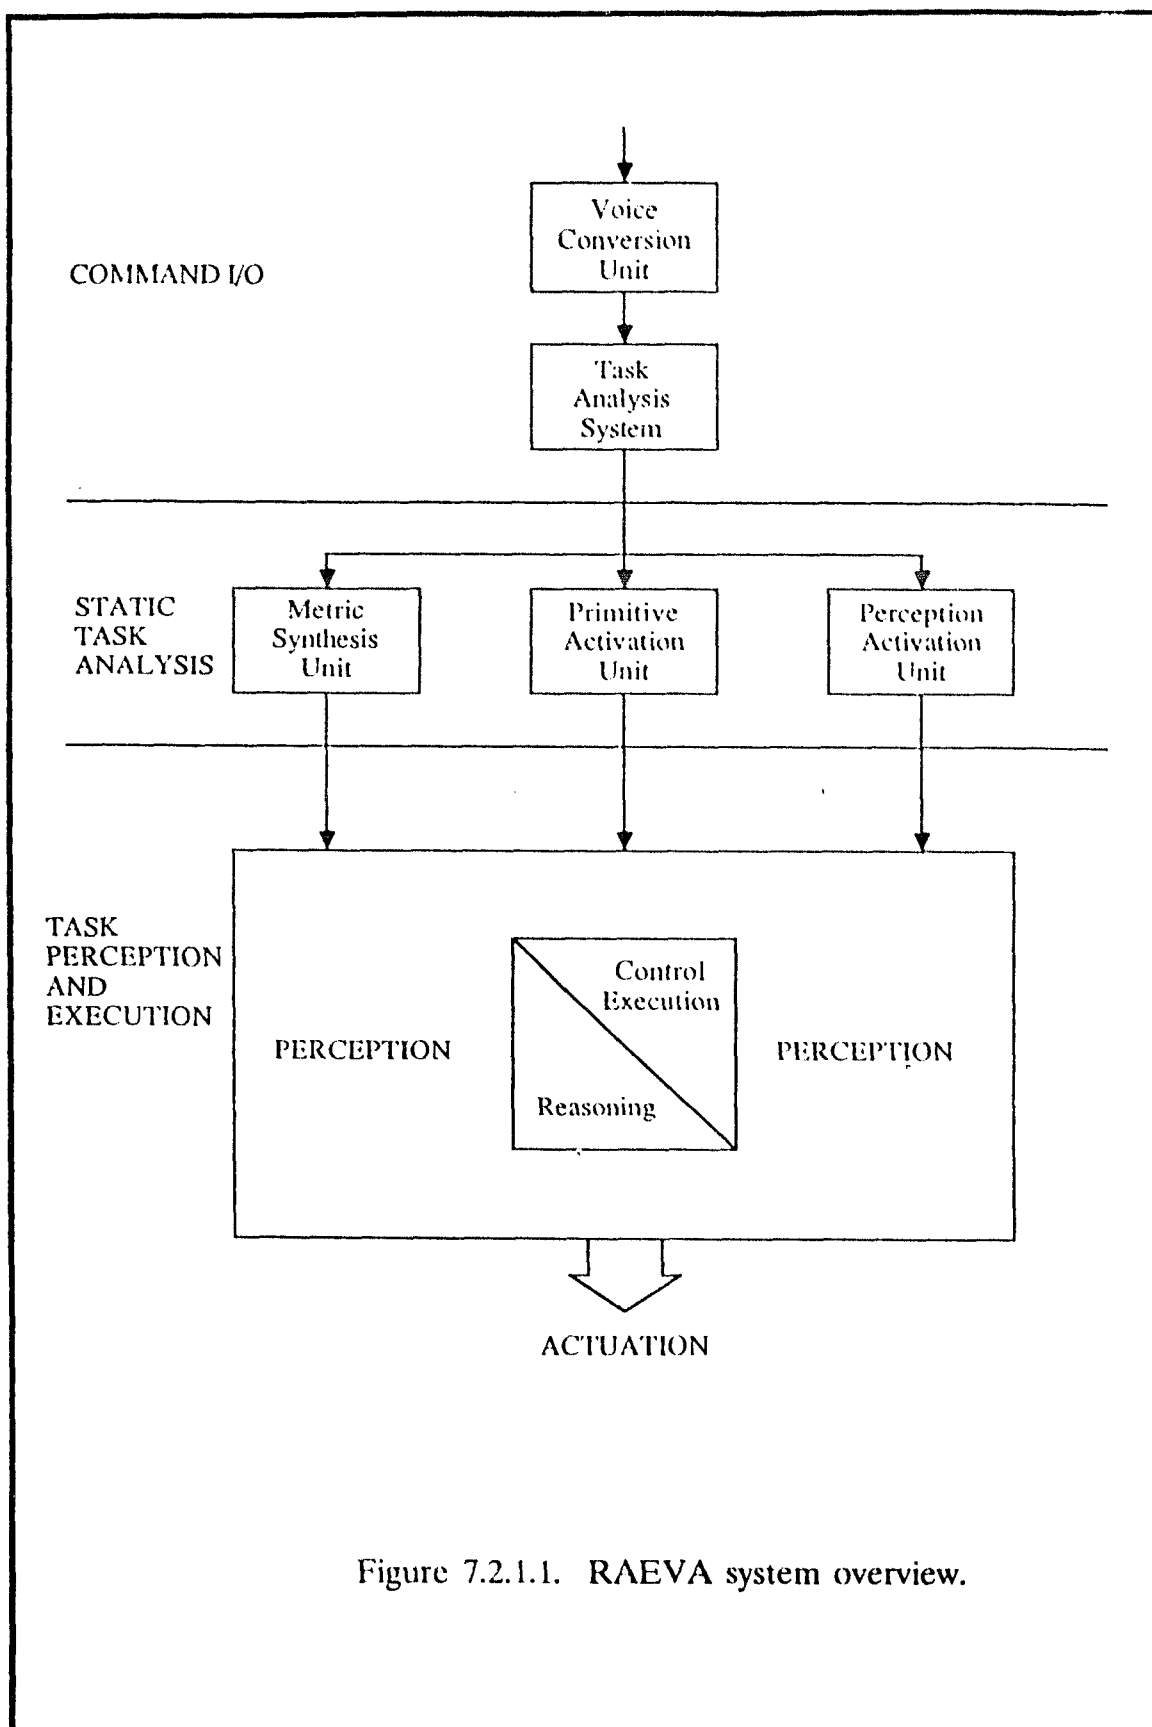 Voice
Conversion
Unit
COMMAND I/O
Task
Analysis
System
STATIC
TASK
ANALYSIS
Metric
Synthesis
Unit
Primitive
Activation
Unit
Perception
Activation
Unit
TASK
PERCEPTION
AND
EXECUTION
Control
Execution
PERCEPTION
PERCEPTION
Reasoning
ACTUATION
Figure 7.2.1.1. RAEVA system overview.